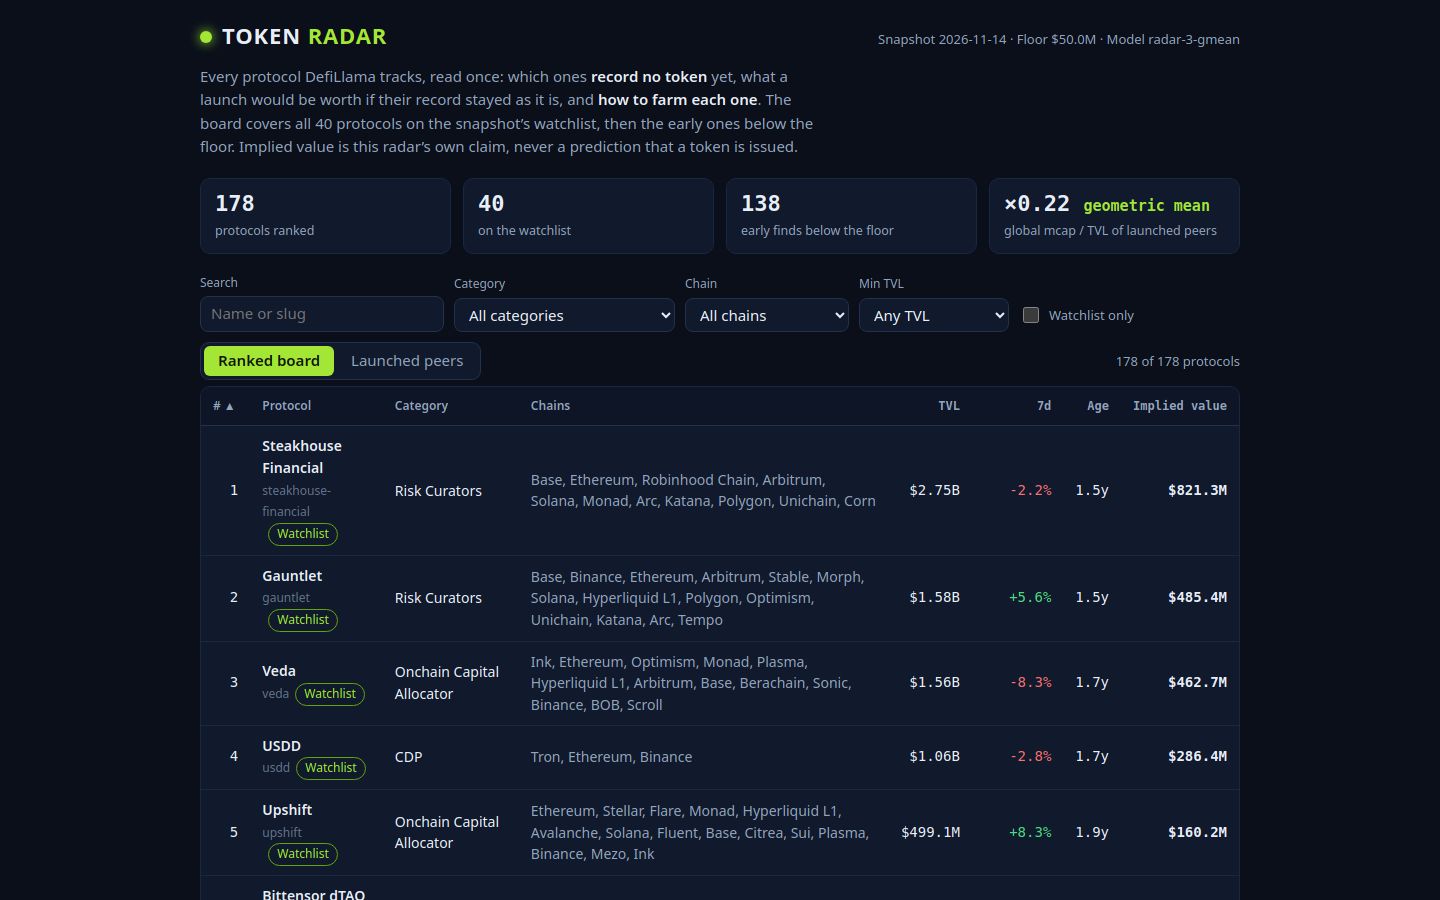 TOKEN RADAR
Snapshot 2026-11-14 · Floor $50.0M · Model radar-3-gmean
Every protocol DefiLlama tracks, read once: which ones record no token yet, what a
launch would be worth if their record stayed as it is, and how to farm each one. The
board covers all 40 protocols on the snapshot’s watchlist, then the early ones below the
floor. Implied value is this radar’s own claim, never a prediction that a token is issued.
178
protocols ranked
40
on the watchlist
138
early finds below the floor
×0.22 geometric mean
global mcap / TVL of launched peers
Search
Name or slug
Category
All categories
Chain
All chains
Min TVL
Any TVL
Watchlist only
Ranked board
Launched peers
178 of 178 protocols
# ▲ Protocol Category Chains TVL 7d Age Implied value
1
Steakhouse
Financial
steakhouse-
financial
Watchlist
Risk Curators
Base, Ethereum, Robinhood Chain, Arbitrum,
Solana, Monad, Arc, Katana, Polygon, Unichain, Corn
$2.75B
-2.2%
1.5y
$821.3M
2
Gauntlet
gauntlet
Watchlist
Risk Curators
Base, Binance, Ethereum, Arbitrum, Stable, Morph,
Solana, Hyperliquid L1, Polygon, Optimism,
Unichain, Katana, Arc, Tempo
$1.58B
+5.6%
1.5y
$485.4M
3
Veda
veda Watchlist
Onchain Capital
Allocator
Ink, Ethereum, Optimism, Monad, Plasma,
Hyperliquid L1, Arbitrum, Base, Berachain, Sonic,
Binance, BOB, Scroll
$1.56B
-8.3%
1.7y
$462.7M
4
USDD
usdd Watchlist
CDP
Tron, Ethereum, Binance
$1.06B
-2.8%
1.7y
$286.4M
5
Upshift
upshift
Watchlist
Onchain Capital
Allocator
Ethereum, Stellar, Flare, Monad, Hyperliquid L1,
Avalanche, Solana, Fluent, Base, Citrea, Sui, Plasma,
Binance, Mezo, Ink
$499.1M
+8.3%
1.9y
$160.2M
Bittensor dTAO